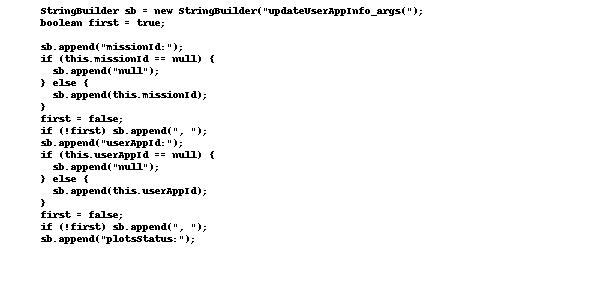 StringBuilder sb = new StringBuilder("updateUserAppInfo_args(");
boolean first = true;

sb.append("missionId:");
if (this.missionId == null) {
  sb.append("null");
} else {
  sb.append(this.missionId);
}
first = false;
if (!first) sb.append(", ");
sb.append("userAppId:");
if (this.userAppId == null) {
  sb.append("null");
} else {
  sb.append(this.userAppId);
}
first = false;
if (!first) sb.append(", ");
sb.append("plotsStatus:");